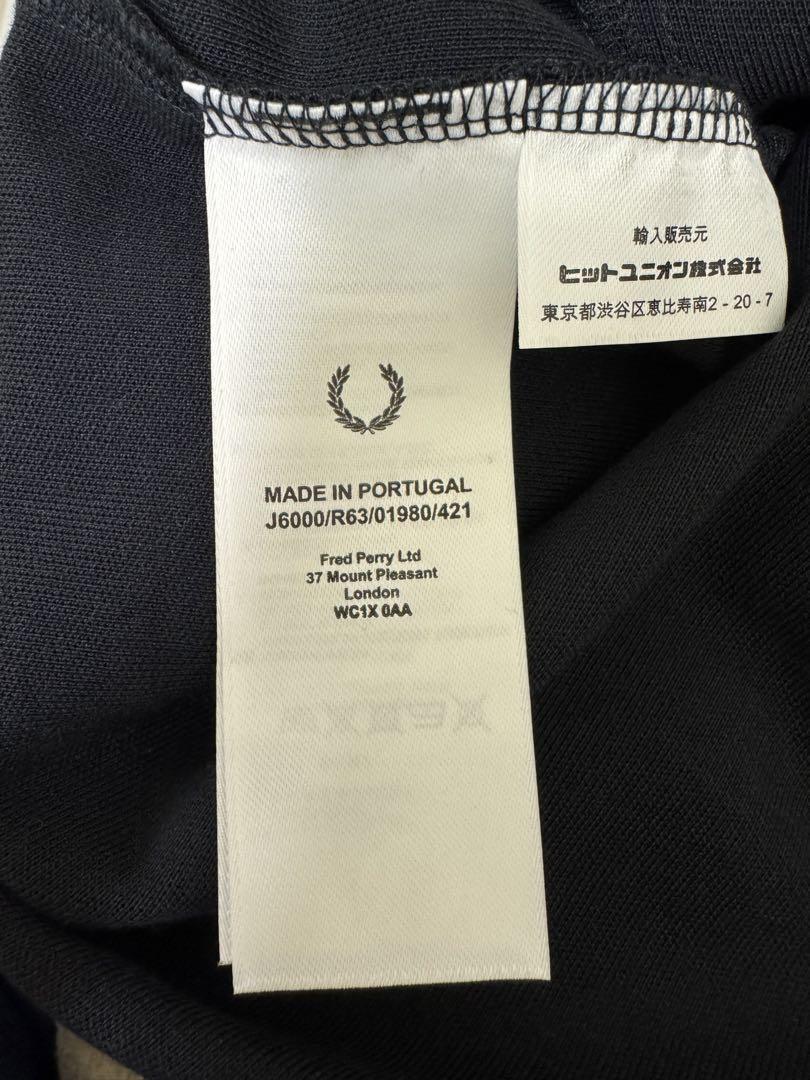 輸入販売元
ヒットユニオン株式会社
東京都渋谷区恵比寿南2-20-7
MADE IN PORTUGAL
J6000/R63/01980/421
Fred Perry Ltd
37 Mount Pleasant
London
WC1X 0AA